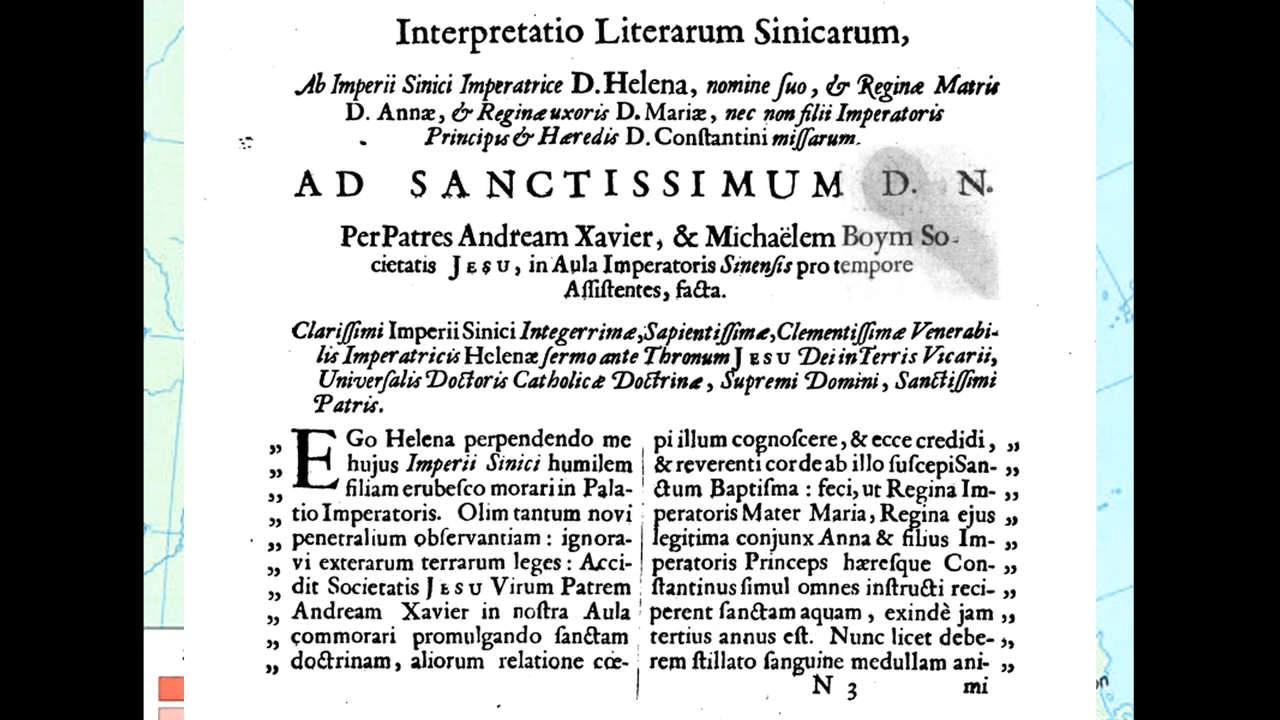 Interpretatio Literarum Sinicarum,
Ab Imperii Sinici Imperatrice D. Helena, nomine ſuo, & Reginæ Matris
D. Annæ, & Reginæ uxoris D. Mariæ, nec non filii Imperatoris
Principis & Hæredis D. Conſtantini miſſarum.
AD SANCTISSIMUM D. N.
Per Patres Andream Xavier, & Michaëlem Boym So-
cietatis JESU, in Aula Imperatoris Sinenſis pro tempore
Aſſiſtentes, facta.
Clariſſimi Imperii Sinici Integerrimæ, Sapientiſſimæ, Clementiſſimæ Venerabi-
lis Imperatricis Helenæ ſermo ante Thronum JESU Dei in Terris Vicarii,
Univerſalis Doctoris Catholicæ Doctrinæ, Supremi Domini, Sanctiſſimi
Patris.
„ EGo Helena perpendendo me
„ hujus Imperii Sinici humilem
„ filiam erubeſco morari in Pala-
„ tio Imperatoris. Olim tantum novi
„ penetralium obſervantiam : ignora-
„ vi exterarum terrarum leges : Acci-
„ dit Societatis JESU Virum Patrem
„ Andream Xavier in noſtra Aula
„ commorari promulgando ſanctam
„ doctrinam, aliorum relatione cœ-
pi illum cognoſcere, & ecce credidi, „
& reverenti corde ab illo ſuſcepi San- „
ctum Baptiſma : feci, ut Regina Im- „
peratoris Mater Maria, Regina ejus „
legitima conjunx Anna & filius Im- „
peratoris Princeps hæreſque Con- „
ſtantinus ſimul omnes inſtructi reci- „
perent ſanctam aquam, exindè jam „
tertius annus eſt. Nunc licet debe- „
rem ſtillato ſanguine medullam ani- „
N 3 mi